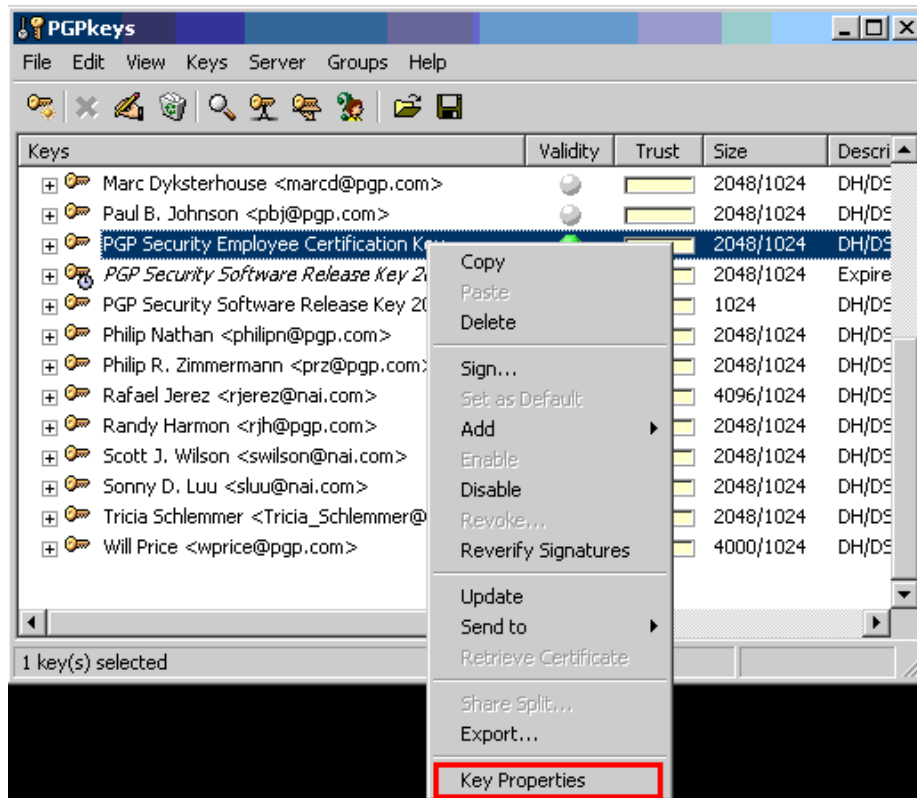 PGPkeys
File Edit View Keys Server Groups Help
Keys Validity Trust Size Descri
Marc Dyksterhouse <marcd@pgp.com> 2048/1024 DH/DS
Paul B. Johnson <pbj@pgp.com> 2048/1024 DH/DS
PGP Security Employee Certification Key 2048/1024 DH/DS
PGP Security Software Release Key 20 2048/1024 Expire
PGP Security Software Release Key 20 1024 DH/DS
Philip Nathan <philipn@pgp.com> 2048/1024 DH/DS
Philip R. Zimmermann <prz@pgp.com> 2048/1024 DH/DS
Rafael Jerez <rjerez@nai.com> 4096/1024 DH/DS
Randy Harmon <rjh@pgp.com> 2048/1024 DH/DS
Scott J. Wilson <swilson@nai.com> 2048/1024 DH/DS
Sonny D. Luu <sluu@nai.com> 2048/1024 DH/DS
Tricia Schlemmer <Tricia_Schlemmer@ 2048/1024 DH/DS
Will Price <wprice@pgp.com> 4000/1024 DH/DS
1 key(s) selected
Copy
Paste
Delete
Sign...
Set as Default
Add
Enable
Disable
Revoke...
Reverify Signatures
Update
Send to
Retrieve Certificate
Share Split...
Export...
Key Properties